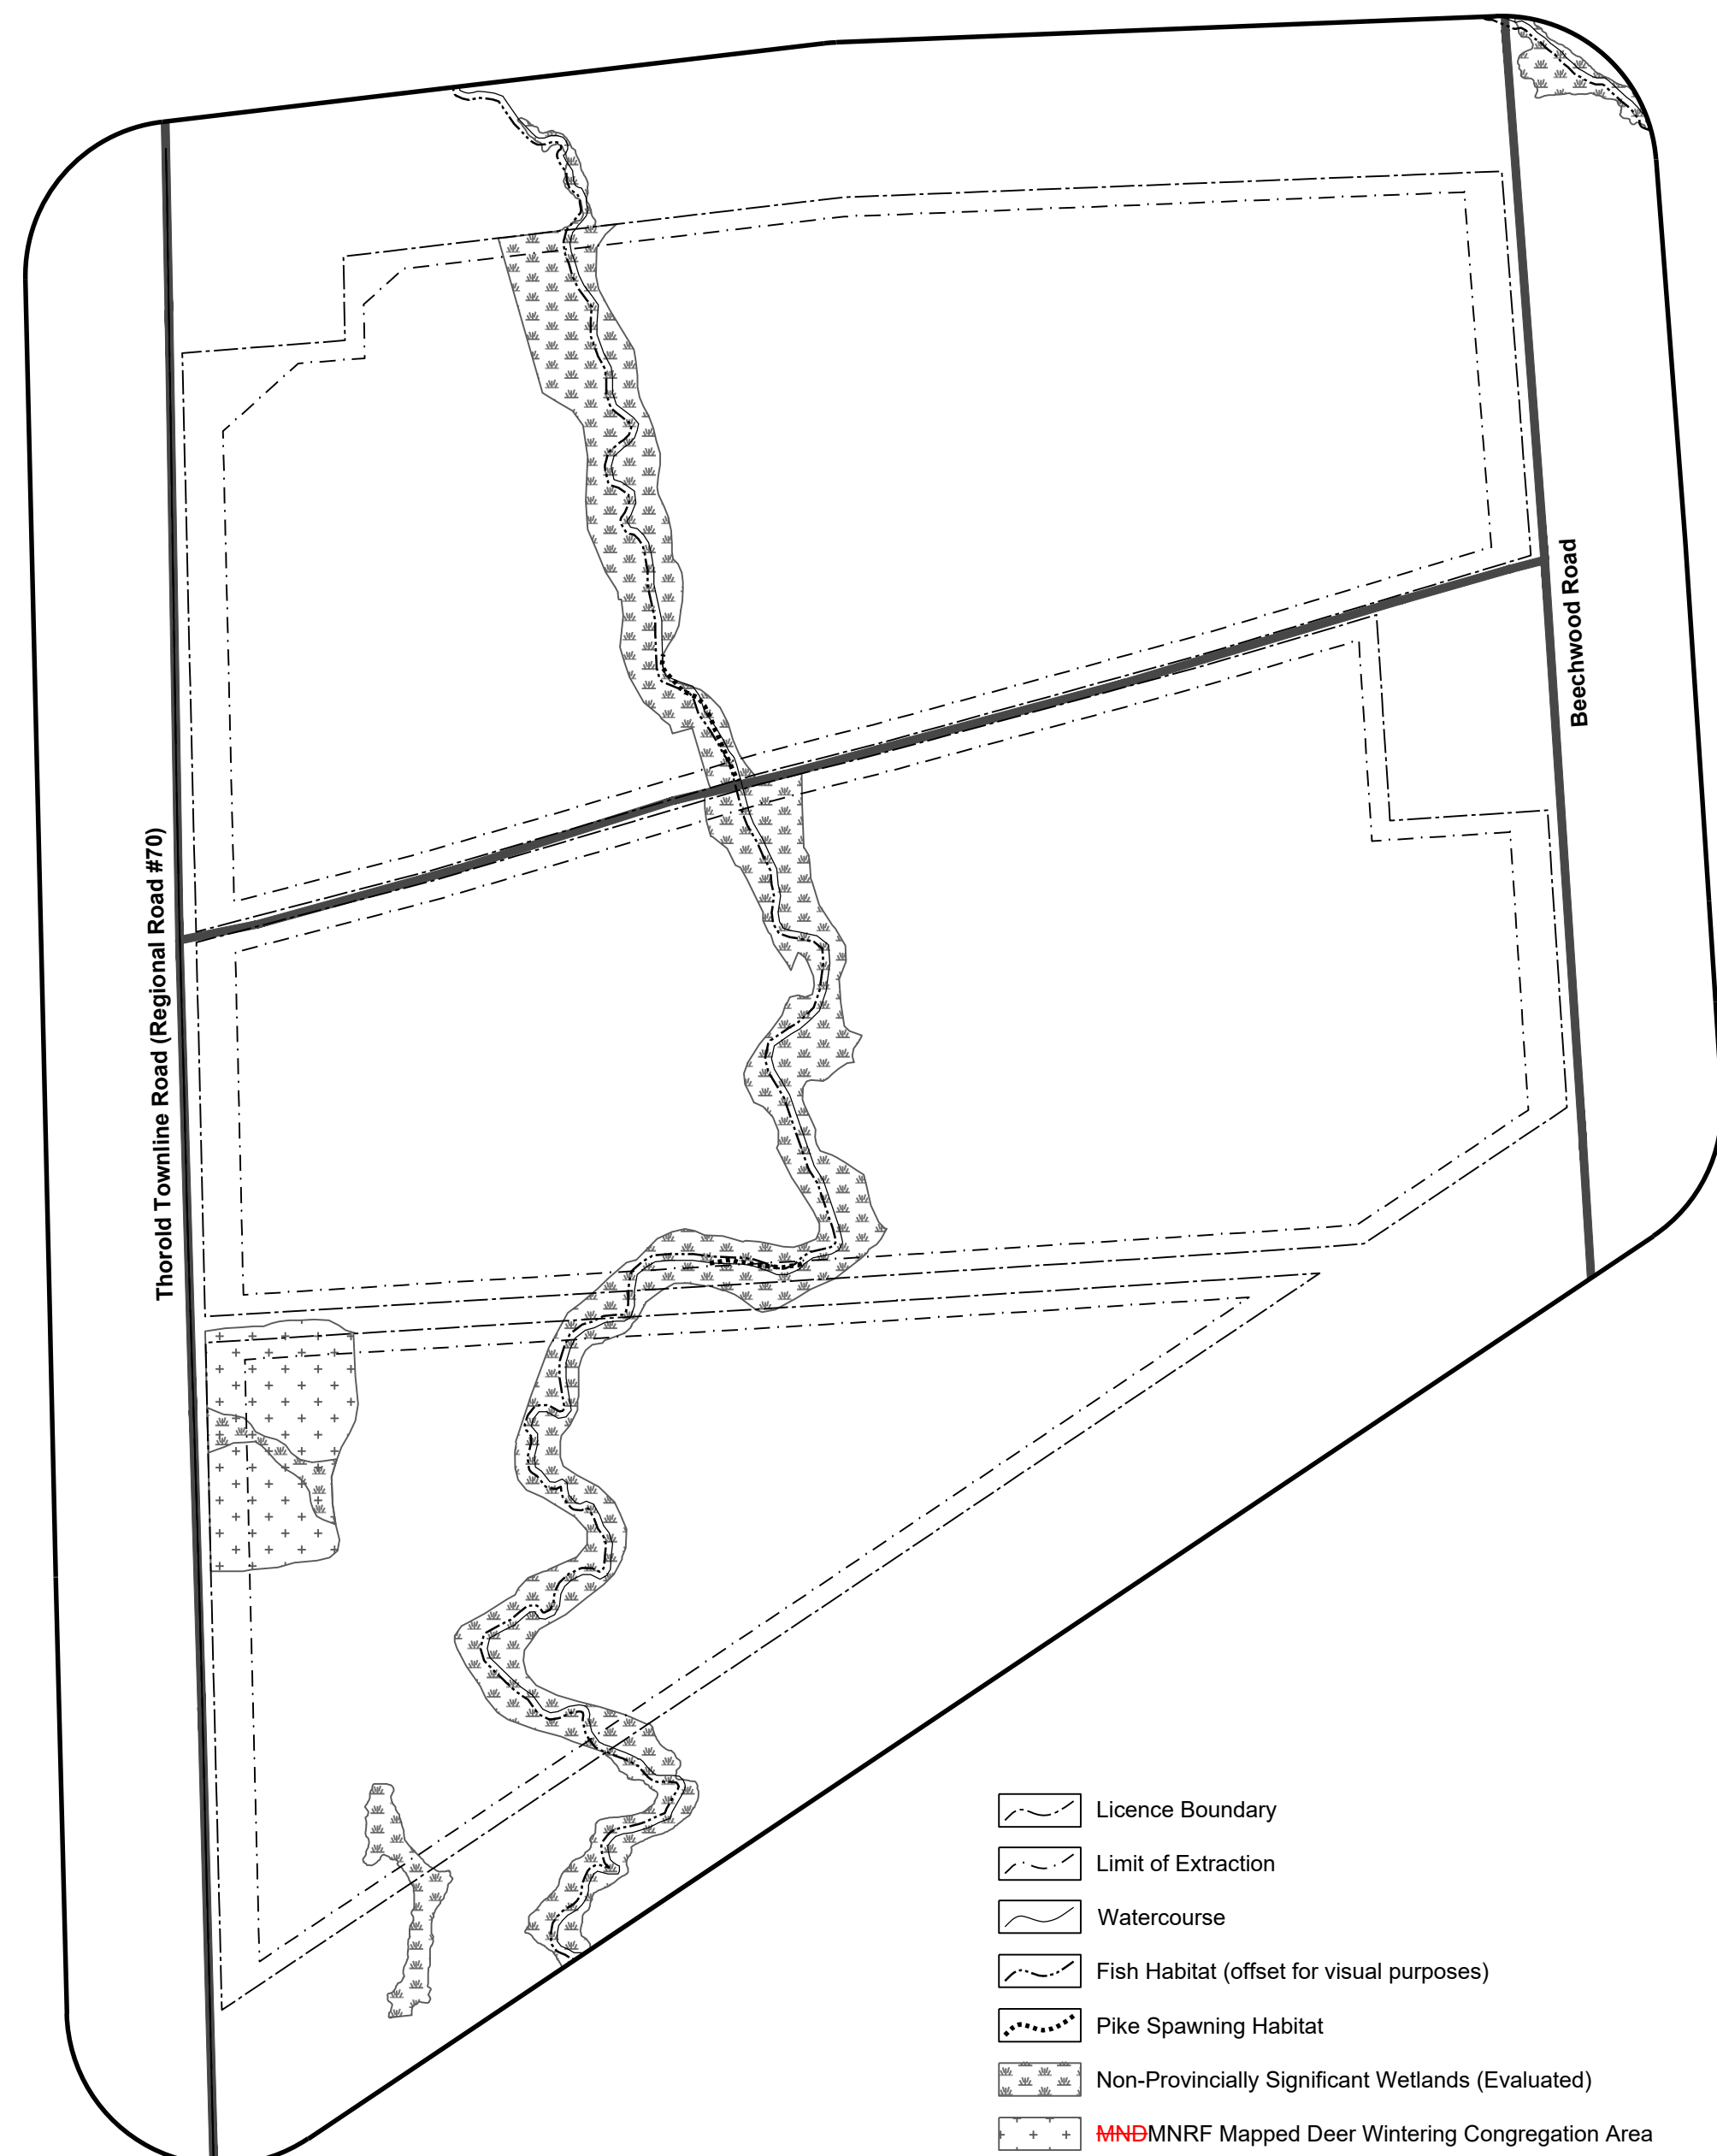 Beechwood Road
Thorold Townline Road (Regional Road #70)
Licence Boundary
Limit of Extraction
Watercourse
Fish Habitat (offset for visual purposes)
Pike Spawning Habitat
Non-Provincially Significant Wetlands (Evaluated)
MNDMNRF Mapped Deer Wintering Congregation Area